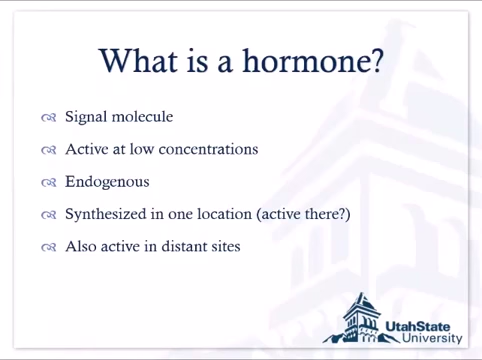 What is a hormone?
Signal molecule
Active at low concentrations
Endogenous
Synthesized in one location (active there?)
Also active in distant sites
UtahState
University